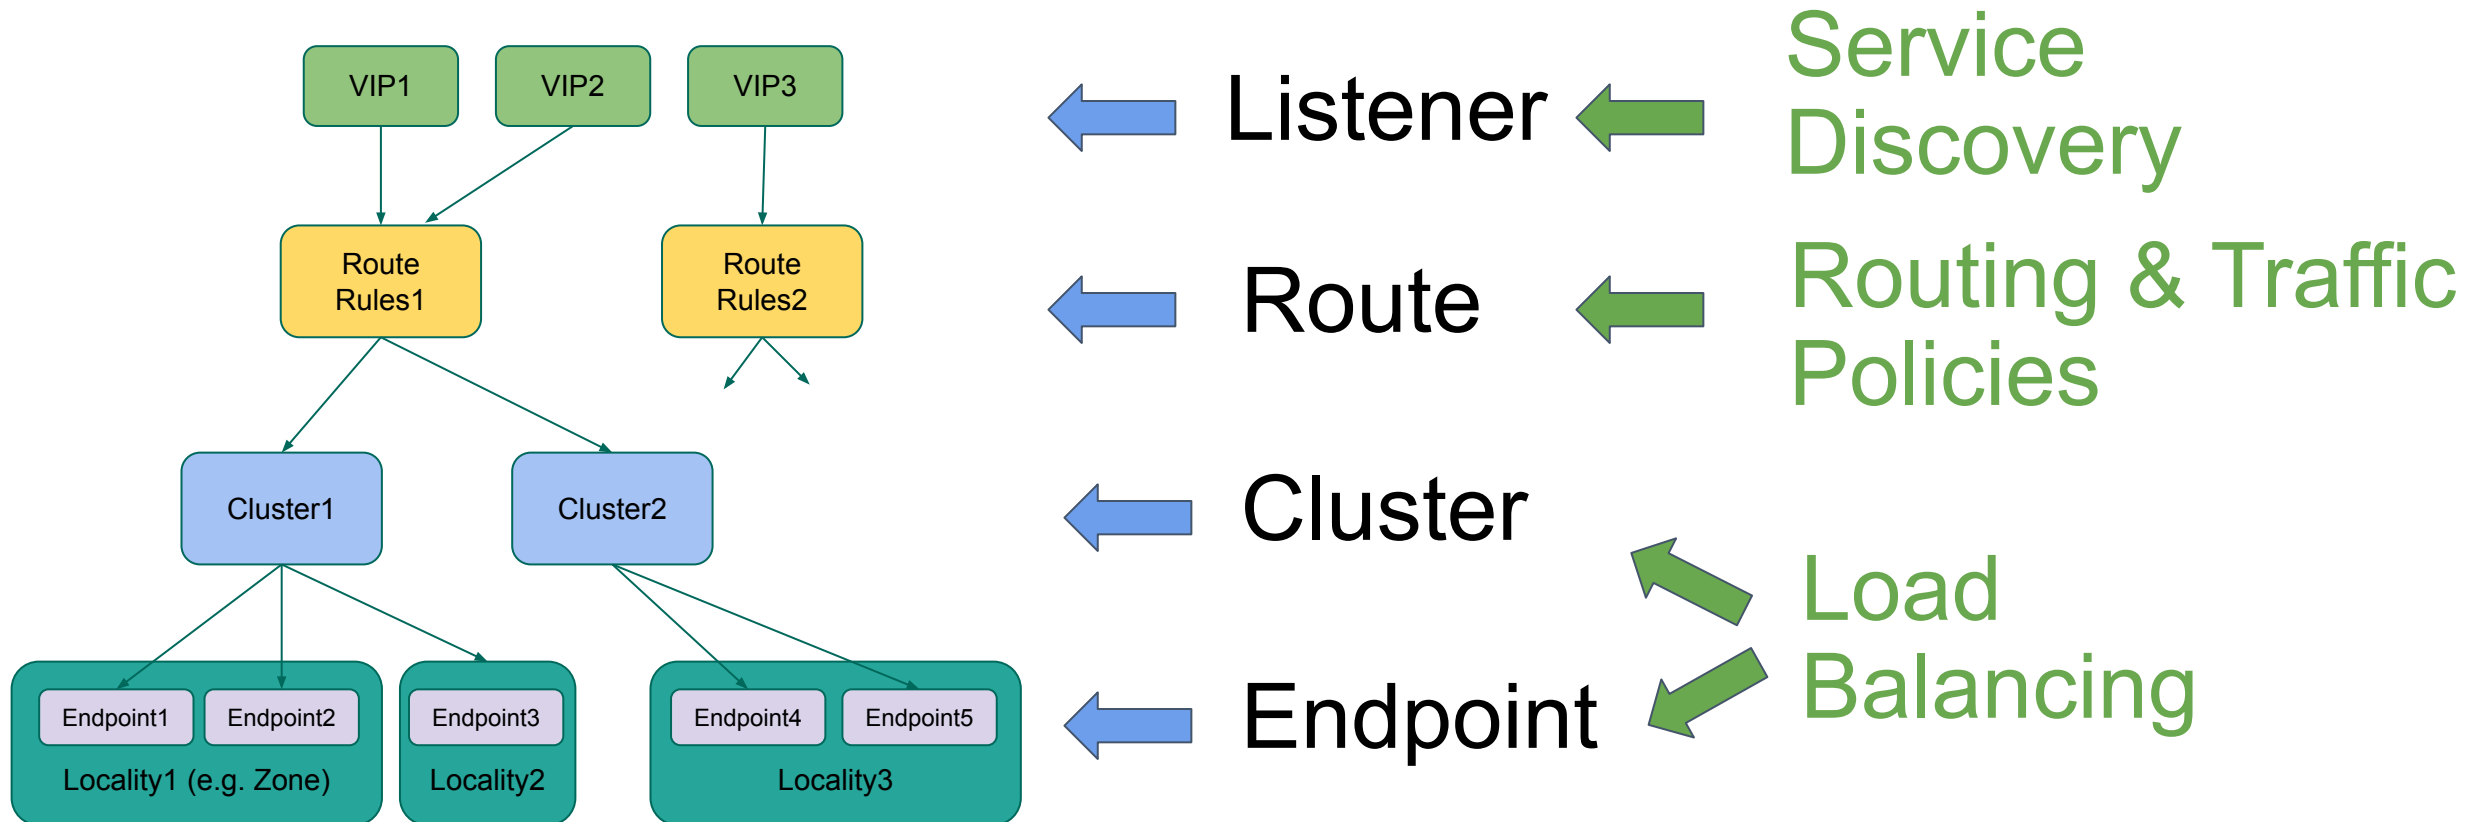 VIP1
VIP2
VIP3
Listener
Service
Discovery
Route
Rules1
Route
Rules2
Route
Routing & Traffic
Policies
Cluster1
Cluster2
Cluster
Load
Balancing
Endpoint1
Endpoint2
Endpoint3
Endpoint4
Endpoint5
Endpoint
Locality1 (e.g. Zone)
Locality2
Locality3